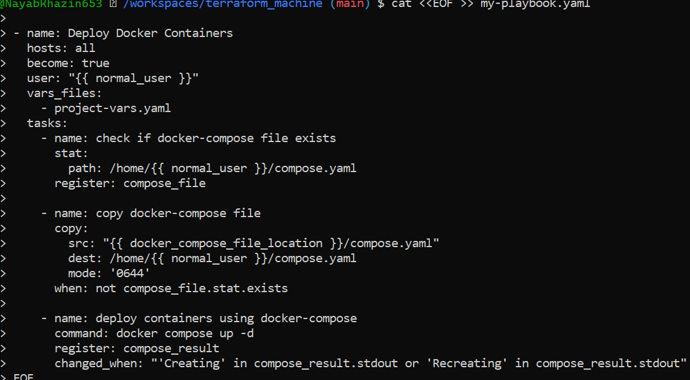 @NayabKhazin653 /workspaces/terraform_machine (main) $ cat <<EOF >> my-playbook.yaml
>
> - name: Deploy Docker Containers
>   hosts: all
>   become: true
>   user: "{{ normal_user }}"
>   vars_files:
>     - project-vars.yaml
>   tasks:
>     - name: check if docker-compose file exists
>       stat:
>         path: /home/{{ normal_user }}/compose.yaml
>       register: compose_file
>
>     - name: copy docker-compose file
>       copy:
>         src: "{{ docker_compose_file_location }}/compose.yaml"
>         dest: /home/{{ normal_user }}/compose.yaml
>         mode: '0644'
>       when: not compose_file.stat.exists
>
>     - name: deploy containers using docker-compose
>       command: docker compose up -d
>       register: compose_result
>       changed_when: "'Creating' in compose_result.stdout or 'Recreating' in compose_result.stdout"
> EOF